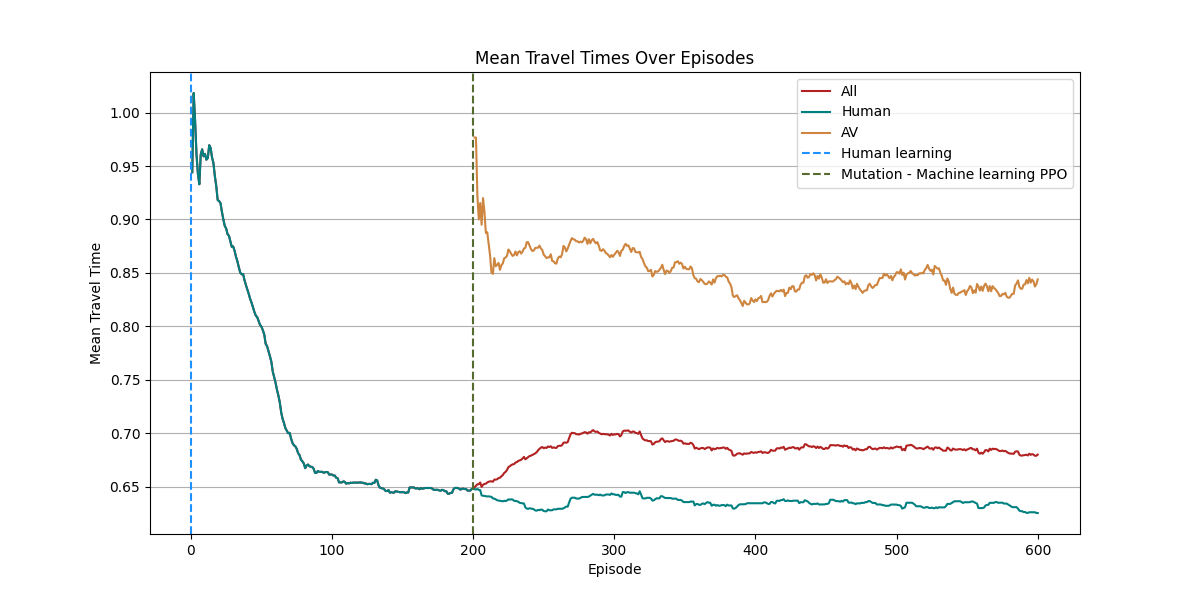 Mean Travel Times Over Episodes
All
Human
AV
Human learning
Mutation - Machine learning PPO
Mean Travel Time
1.00
0.95
0.90
0.85
0.80
0.75
0.70
0.65
0 100 200 300 400 500 600
Episode